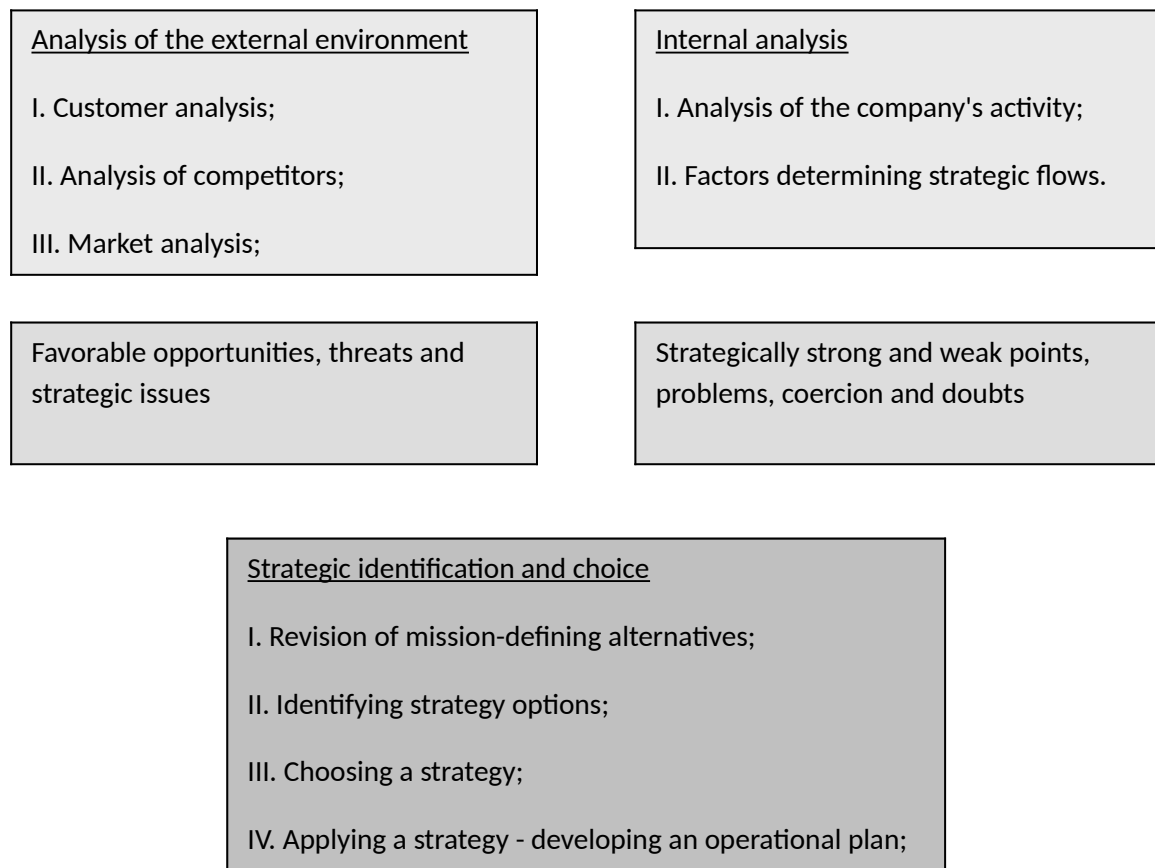 Analysis of the external environment
I. Customer analysis;
II. Analysis of competitors;
III. Market analysis;
Internal analysis
I. Analysis of the company's activity;
II. Factors determining strategic flows.
Favorable opportunities, threats and
strategic issues
Strategically strong and weak points,
problems, coercion and doubts
Strategic identification and choice
I. Revision of mission-defining alternatives;
II. Identifying strategy options;
III. Choosing a strategy;
IV. Applying a strategy - developing an operational plan;